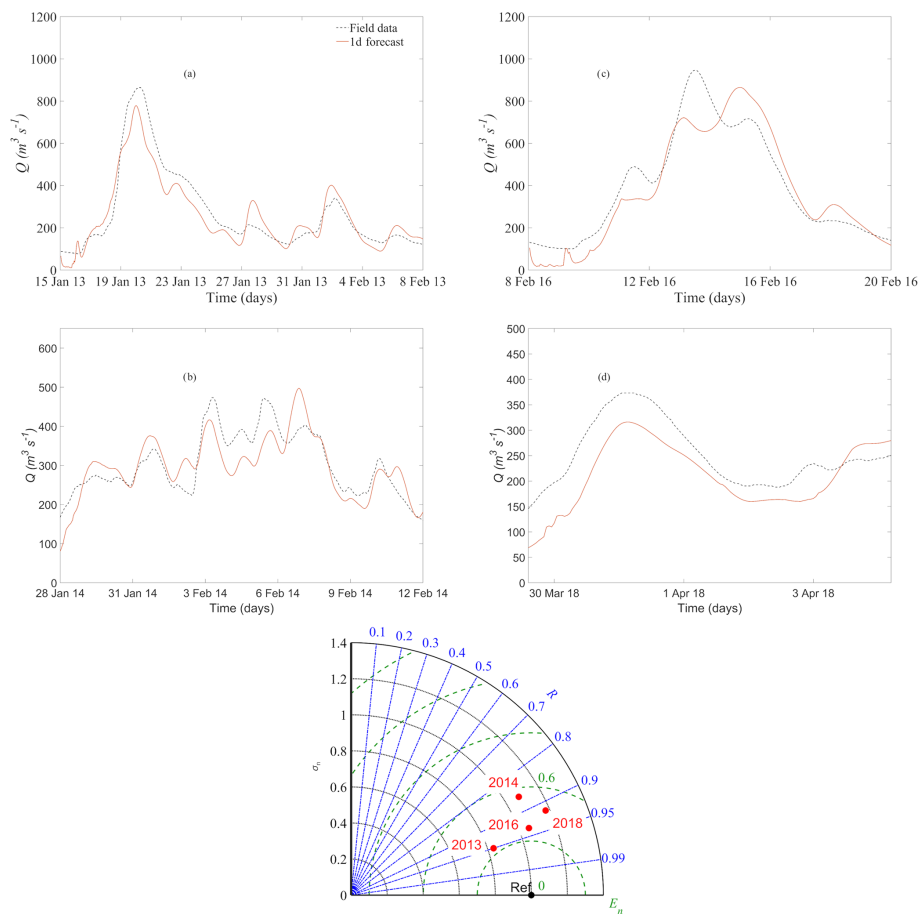 1200
1000
800
600
400
200
0
Q (m³ s⁻¹)
Field data
1d forecast
(a)
15 Jan 13 19 Jan 13 23 Jan 13 27 Jan 13 31 Jan 13 4 Feb 13 8 Feb 13
Time (days)
1200
1000
800
600
400
200
0
Q (m³ s⁻¹)
(c)
8 Feb 16 12 Feb 16 16 Feb 16 20 Feb 16
Time (days)
600
500
400
300
200
100
0
Q (m³ s⁻¹)
(b)
28 Jan 14 31 Jan 14 3 Feb 14 6 Feb 14 9 Feb 14 12 Feb 14
Time (days)
500
450
400
350
300
250
200
150
100
50
0
Q (m³ s⁻¹)
(d)
30 Mar 18 1 Apr 18 3 Apr 18
Time (days)
1.4
1.2
1
0.8
0.6
0.4
0.2
0
σn
0.1
0.2
0.3
0.4
0.5
0.6
R
0.7
0.8
0.9
0.95
0.99
0.6
2014
2016
2018
2013
Ref
0
En